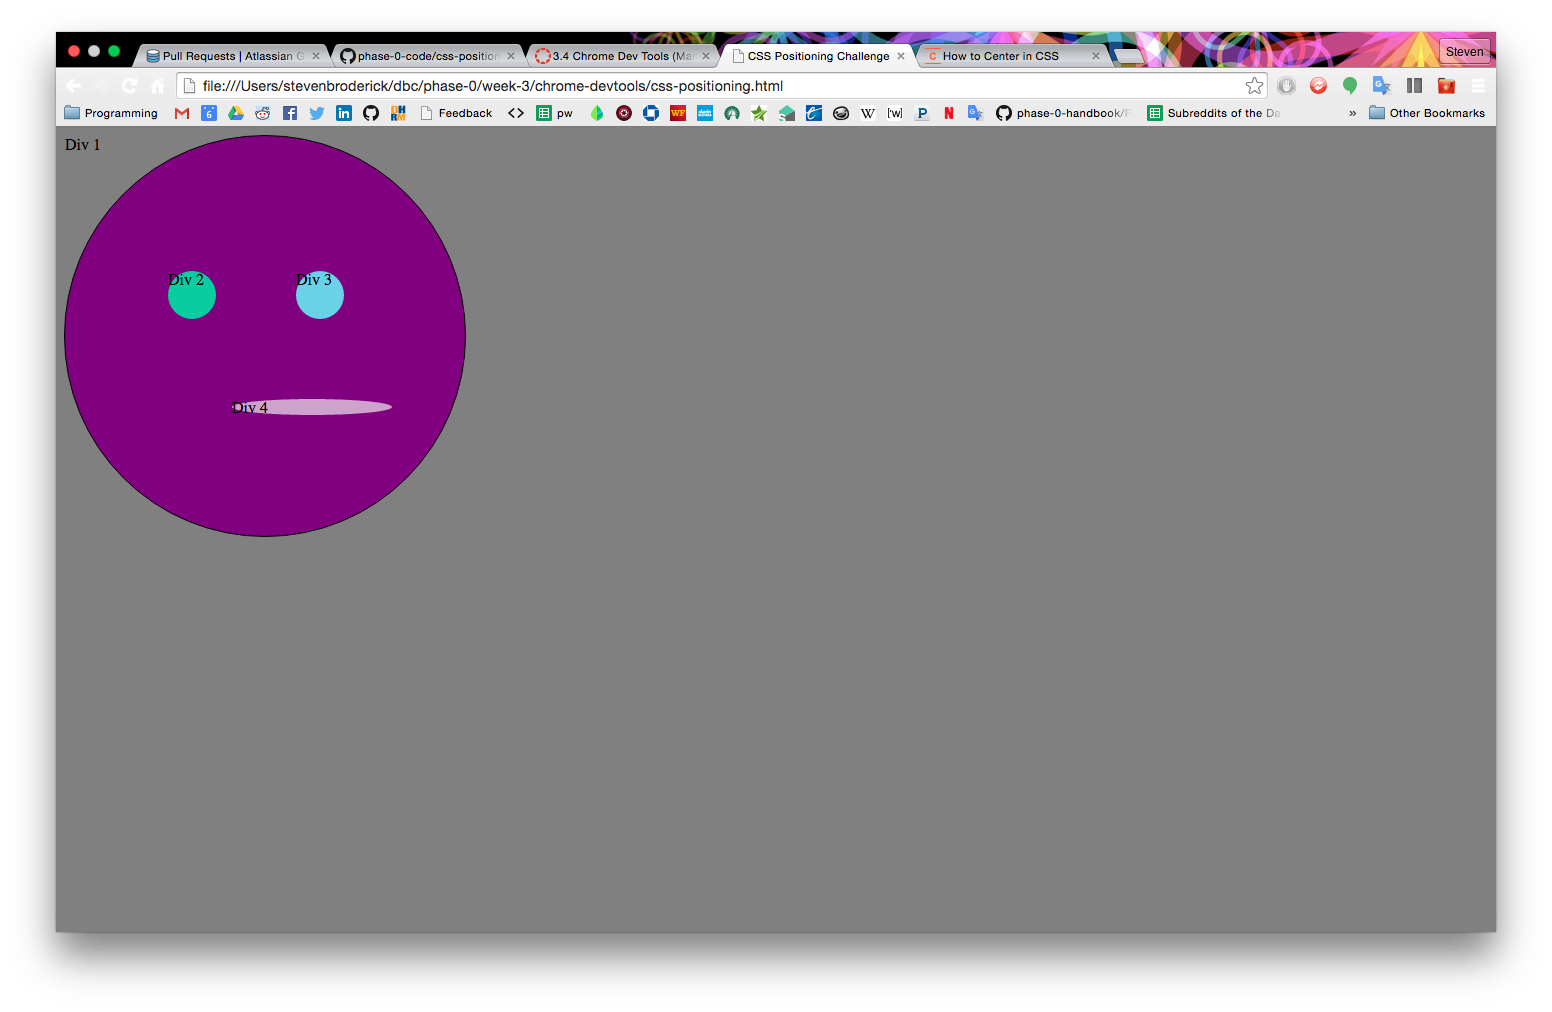 Pull Requests | Atlassian G
phase-0-code/css-position
3.4 Chrome Dev Tools (Ma
CSS Positioning Challenge
How to Center in CSS
Steven
file:///Users/stevenbroderick/dbc/phase-0/week-3/chrome-devtools/css-positioning.html
Programming 6 Feedback pw WF W [w] P N phase-0-handbook/ Subreddits of the Da » Other Bookmarks
Div 1
Div 2 Div 3
Div 4